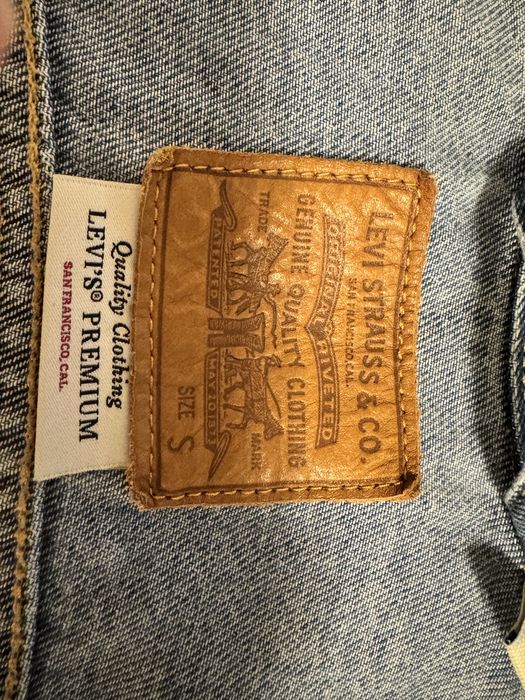 LEVI STRAUSS & CO.
SAN FRANCISCO CAL.
ORIGINAL RIVETED
GENUINE QUALITY CLOTHING
TRADE MARK
PATENTED MAY 20 1873
SIZE S
Quality Clothing
LEVI'S® PREMIUM
SAN FRANCISCO, CAL.